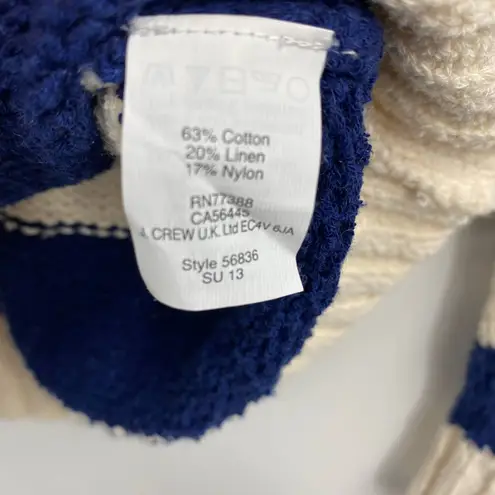 63% Cotton
20% Linen
17% Nylon
RN77388
CA56445
J. CREW U.K. Ltd EC4V 6JA
Style 56836
SU 13